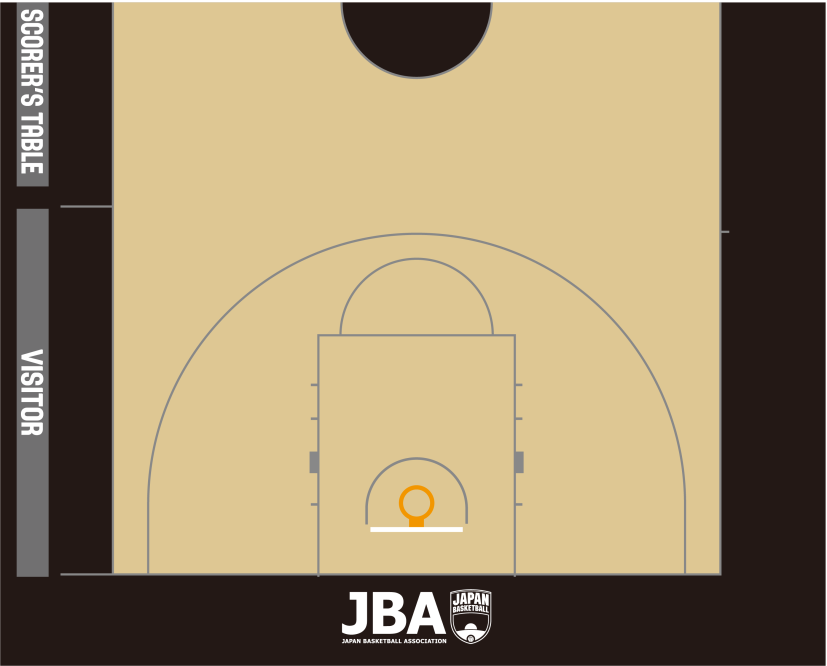 SCORER'S TABLE
VISITOR
JBA
JAPAN BASKETBALL ASSOCIATION
JAPAN
BASKETBALL